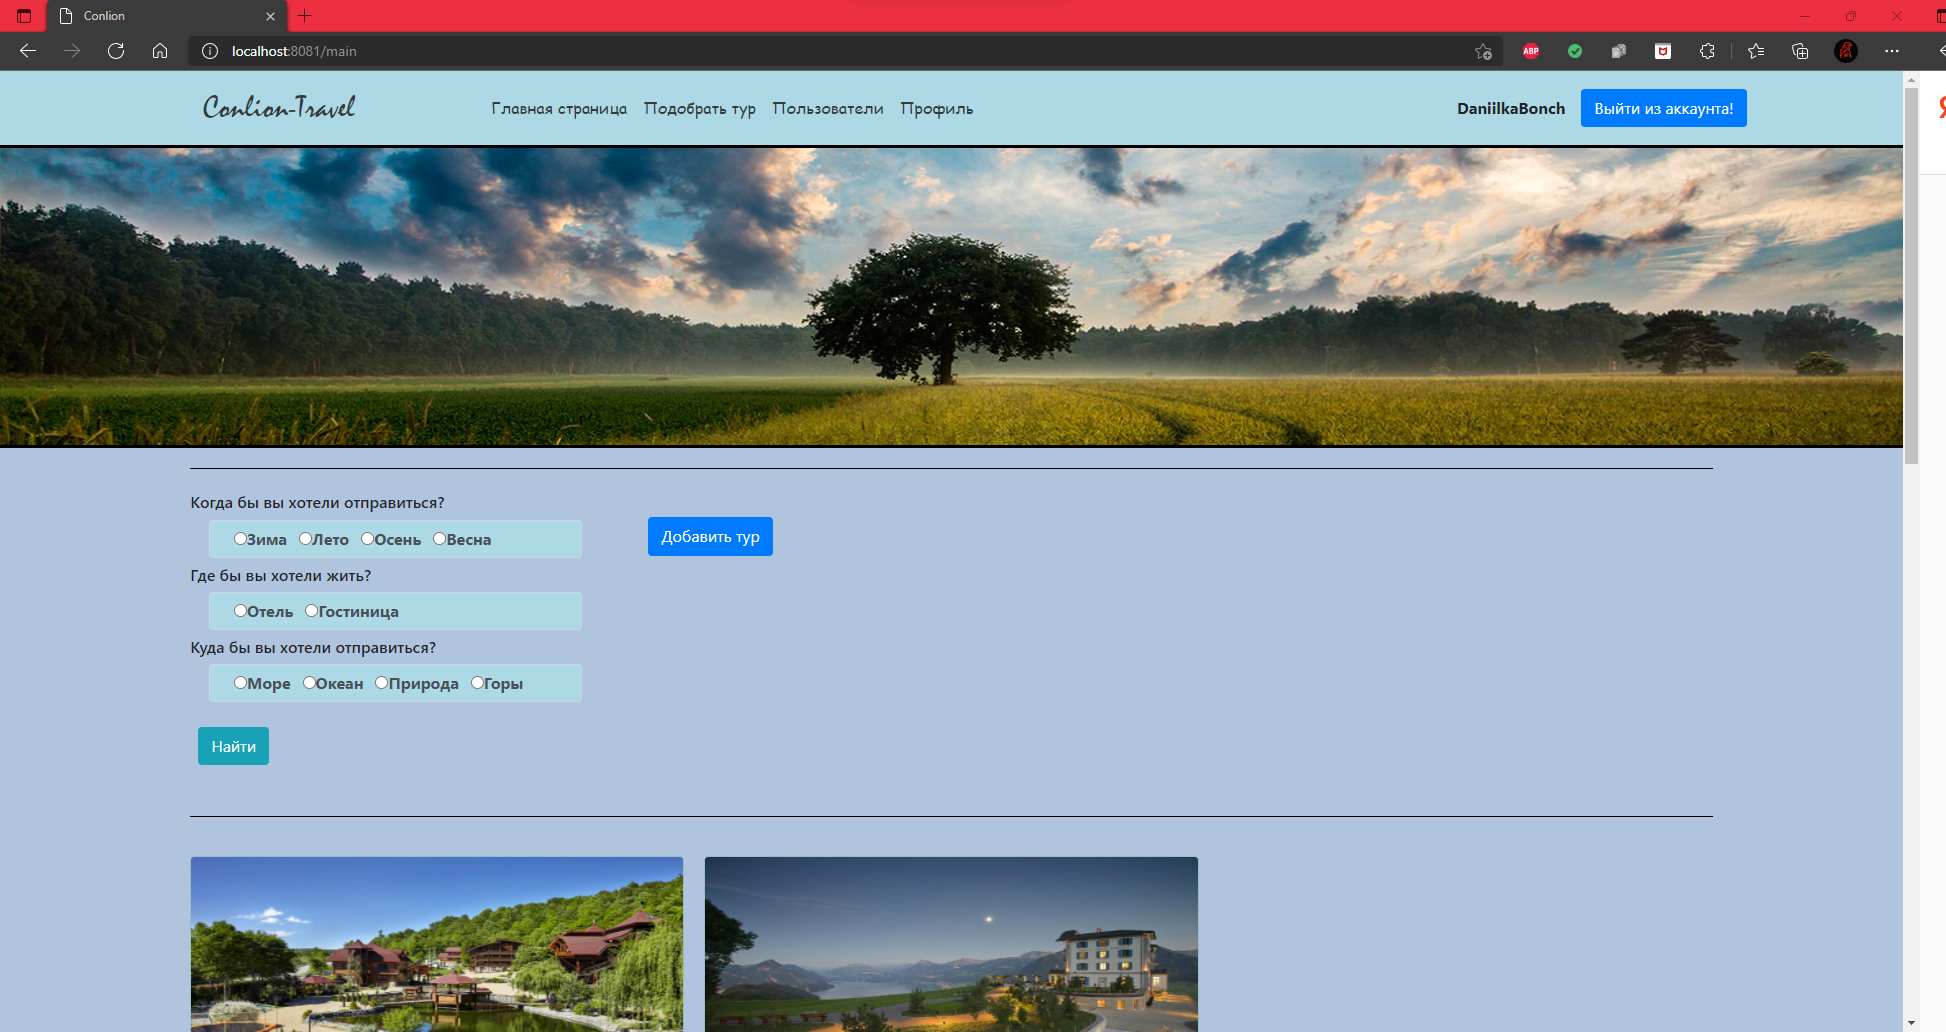 Conlion
localhost:8081/main
ABP
Conlion-Travel
Главная страница Подобрать тур Пользователи Профиль
DaniilkaBonch Выйти из аккаунта!
Когда бы вы хотели отправиться?
Зима Лето Осень Весна
Добавить тур
Где бы вы хотели жить?
Отель Гостиница
Куда бы вы хотели отправиться?
Море Океан Природа Горы
Найти